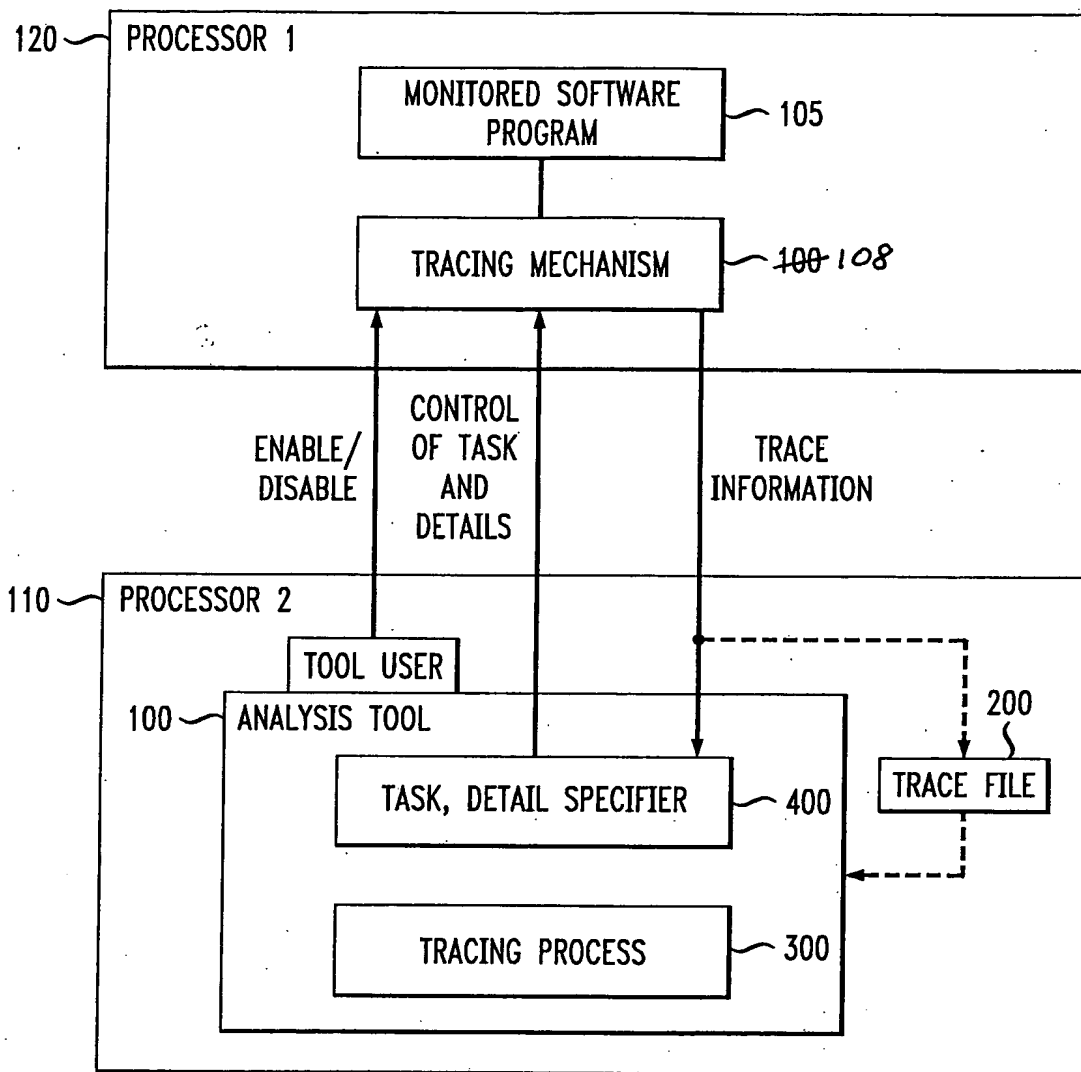 120
PROCESSOR 1
MONITORED SOFTWARE
PROGRAM
105
TRACING MECHANISM
100 108
ENABLE/
DISABLE
CONTROL
OF TASK
AND
DETAILS
TRACE
INFORMATION
110
PROCESSOR 2
TOOL USER
100
ANALYSIS TOOL
200
TASK, DETAIL SPECIFIER
400
TRACE FILE
TRACING PROCESS
300